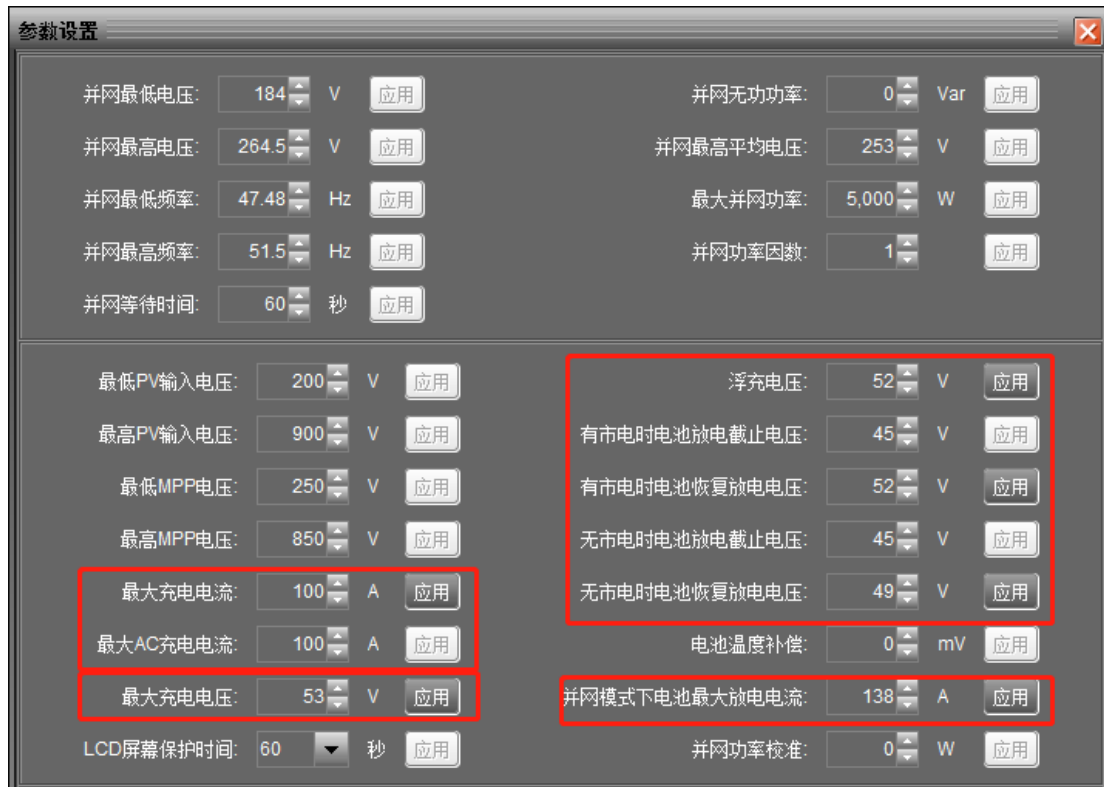 参数设置
并网最低电压: 184 V 应用
并网无功功率: 0 Var 应用
并网最高电压: 264.5 V 应用
并网最高平均电压: 253 V 应用
并网最低频率: 47.48 Hz 应用
最大并网功率: 5,000 W 应用
并网最高频率: 51.5 Hz 应用
并网功率因数: 1 应用
并网等待时间: 60 秒 应用
最低PV输入电压: 200 V 应用
浮充电压: 52 V 应用
最高PV输入电压: 900 V 应用
有市电时电池放电截止电压: 45 V 应用
最低MPP电压: 250 V 应用
有市电时电池恢复放电电压: 52 V 应用
最高MPP电压: 850 V 应用
无市电时电池放电截止电压: 45 V 应用
最大充电电流: 100 A 应用
无市电时电池恢复放电电压: 49 V 应用
最大AC充电电流: 100 A 应用
电池温度补偿: 0 mV 应用
最大充电电压: 53 V 应用
并网模式下电池最大放电电流: 138 A 应用
LCD屏幕保护时间: 60 秒 应用
并网功率校准: 0 W 应用